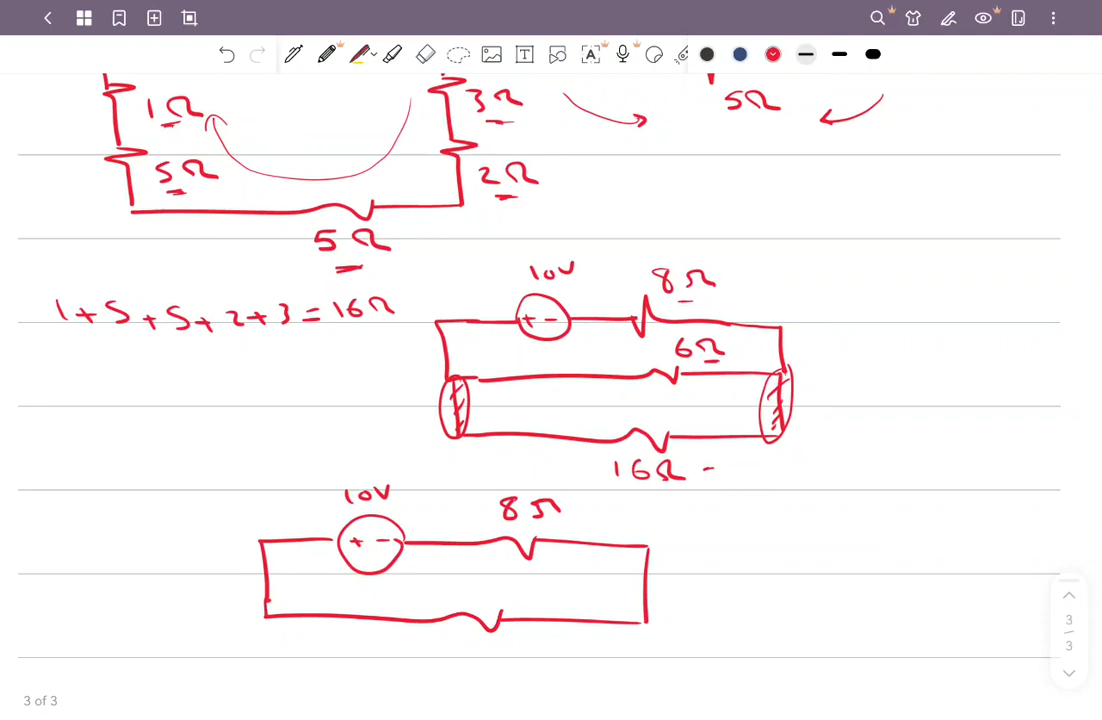 1Ω
3Ω
5Ω
5Ω
2Ω
5Ω
10V
8Ω
1+5+5+2+3=16Ω
+ -
6Ω
16Ω -
10V
8Ω
+ -
3
3
3 of 3